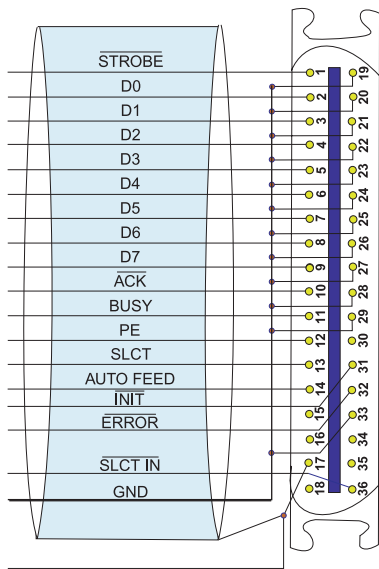 STROBE
D0
D1
D2
D3
D4
D5
D6
D7
ACK
BUSY
PE
SLCT
AUTO FEED
INIT
ERROR
SLCT IN
GND
1
2
3
4
5
6
7
8
9
10
11
12
13
14
15
16
17
18
19
20
21
22
23
24
25
26
27
28
29
30
31
32
33
34
35
36